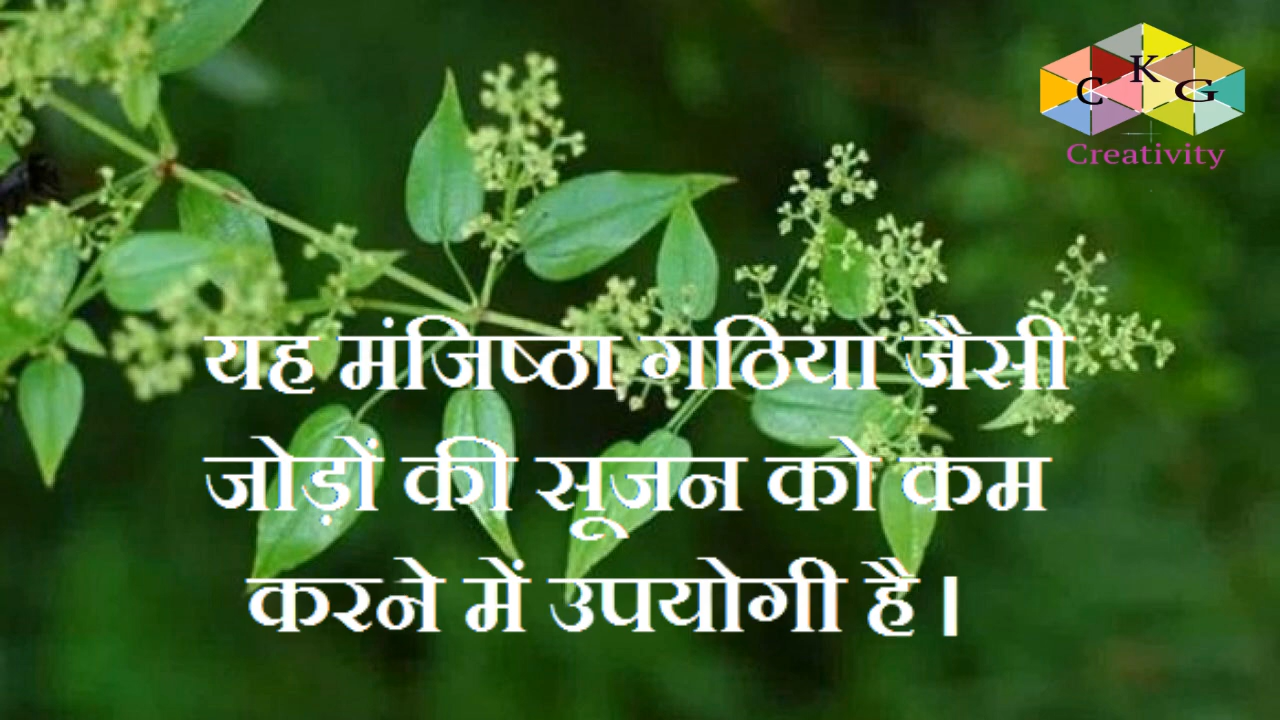 C K G
Creativity
यह मंजिष्ठा गठिया जैसी
जोड़ों की सूजन को कम
करने में उपयोगी है।